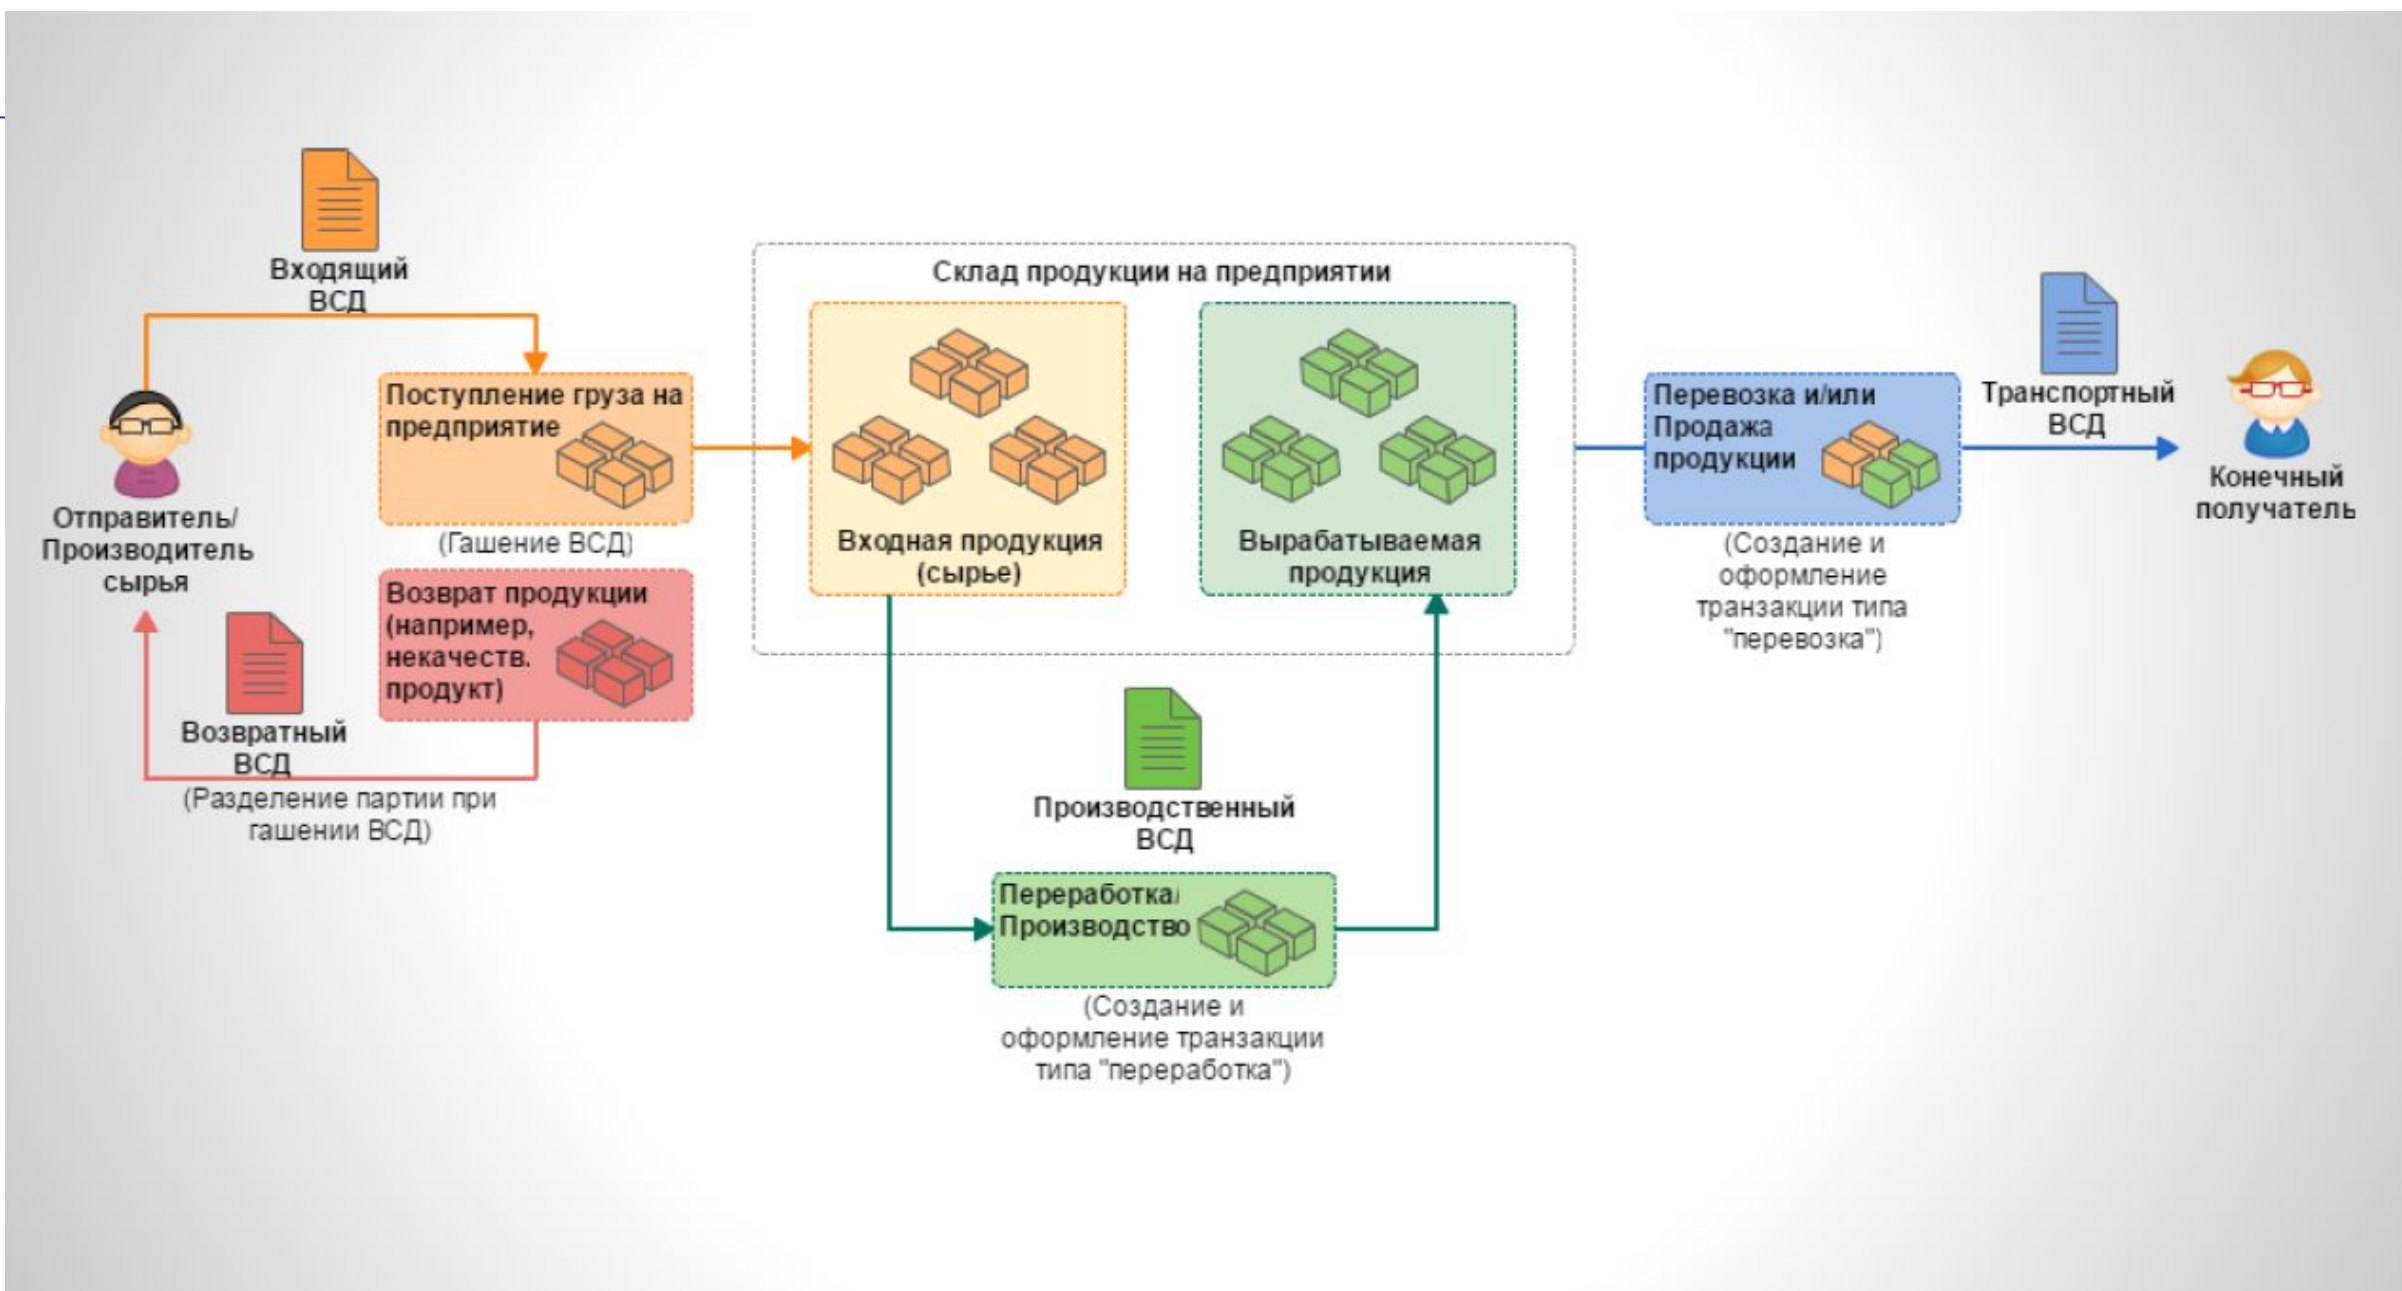 Входящий
ВСД
Отправитель/
Производитель
сырья
Поступление груза на
предприятие
(Гашение ВСД)
Возврат продукции
(например,
некачеств.
продукт)
Возвратный
ВСД
(Разделение партии при
гашении ВСД)
Склад продукции на предприятии
Входная продукция
(сырье)
Вырабатываемая
продукция
Производственный
ВСД
Переработка/
Производство
(Создание и
оформление транзакции
типа "переработка")
Перевозка и/или
Продажа
продукции
(Создание и
оформление
транзакции типа
"перевозка")
Транспортный
ВСД
Конечный
получатель